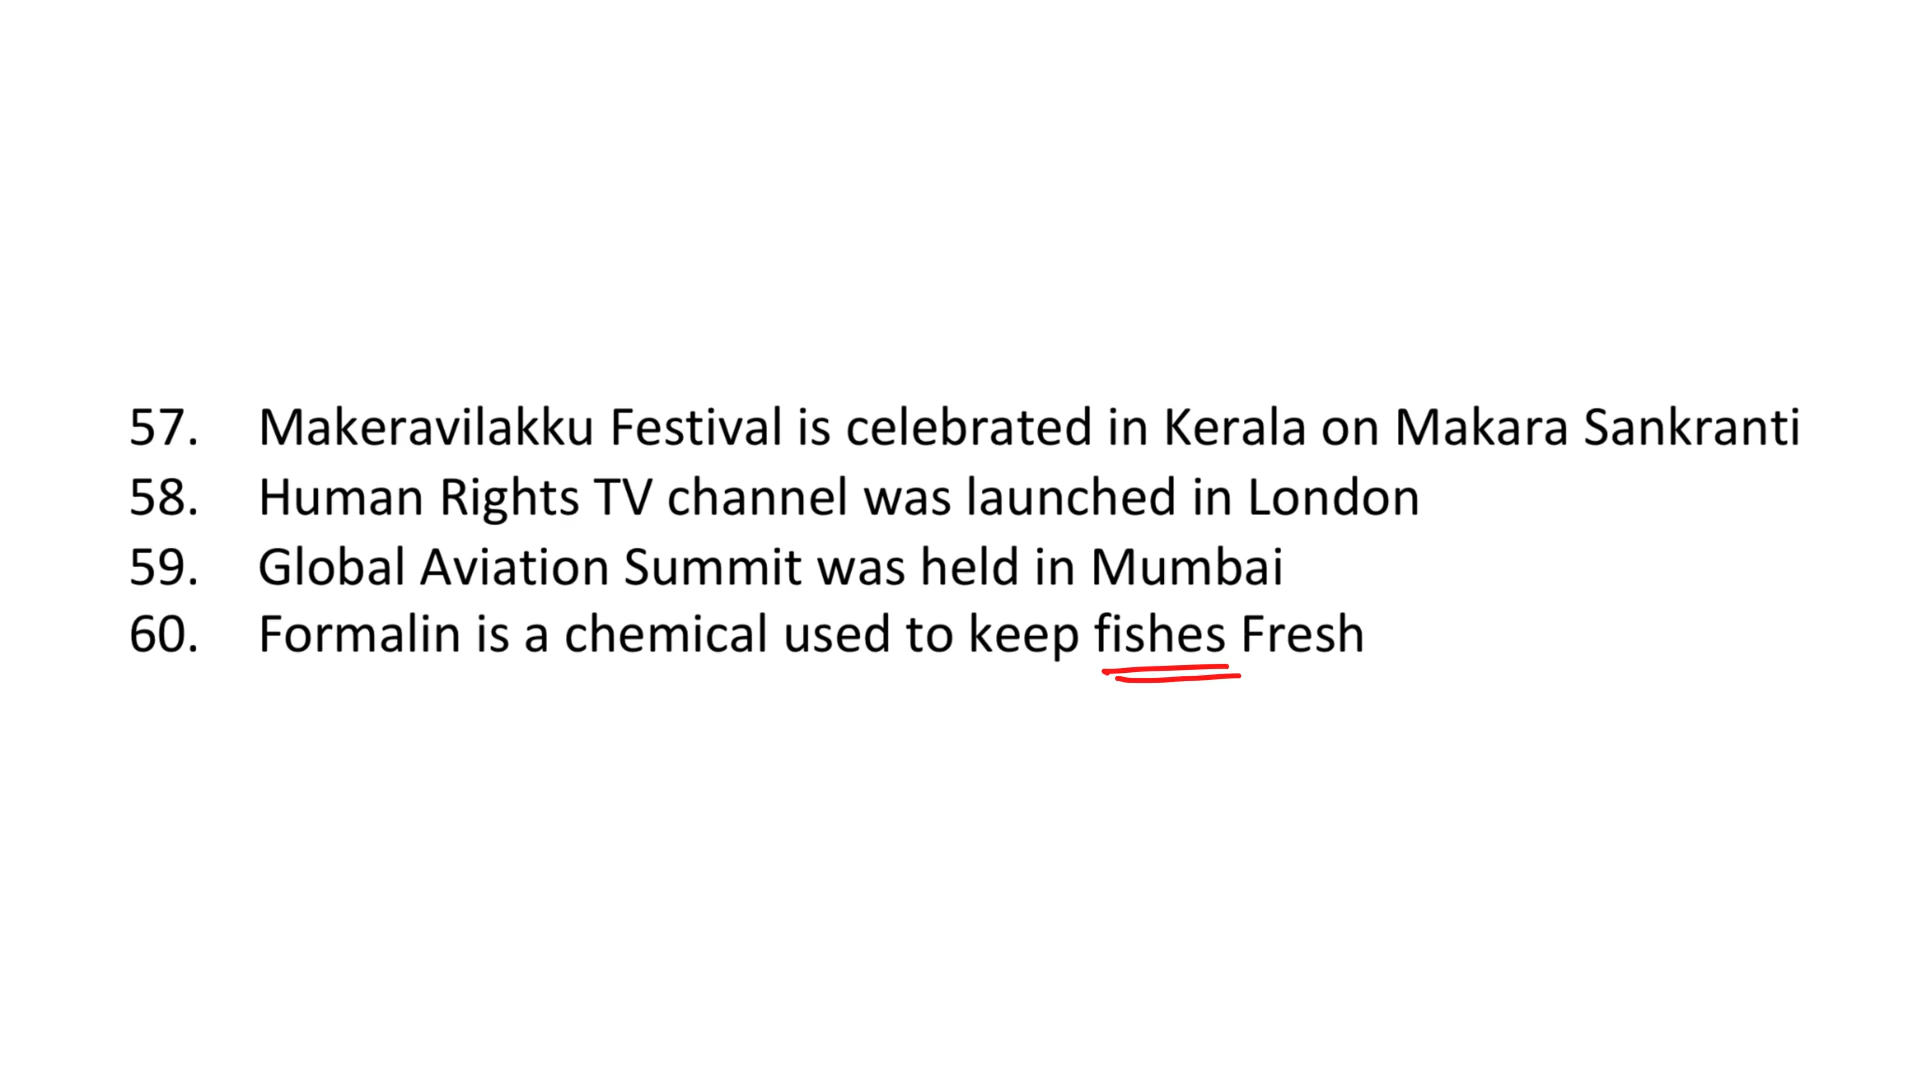 57. Makeravilakku Festival is celebrated in Kerala on Makara Sankranti
58. Human Rights TV channel was launched in London
59. Global Aviation Summit was held in Mumbai
60. Formalin is a chemical used to keep fishes Fresh